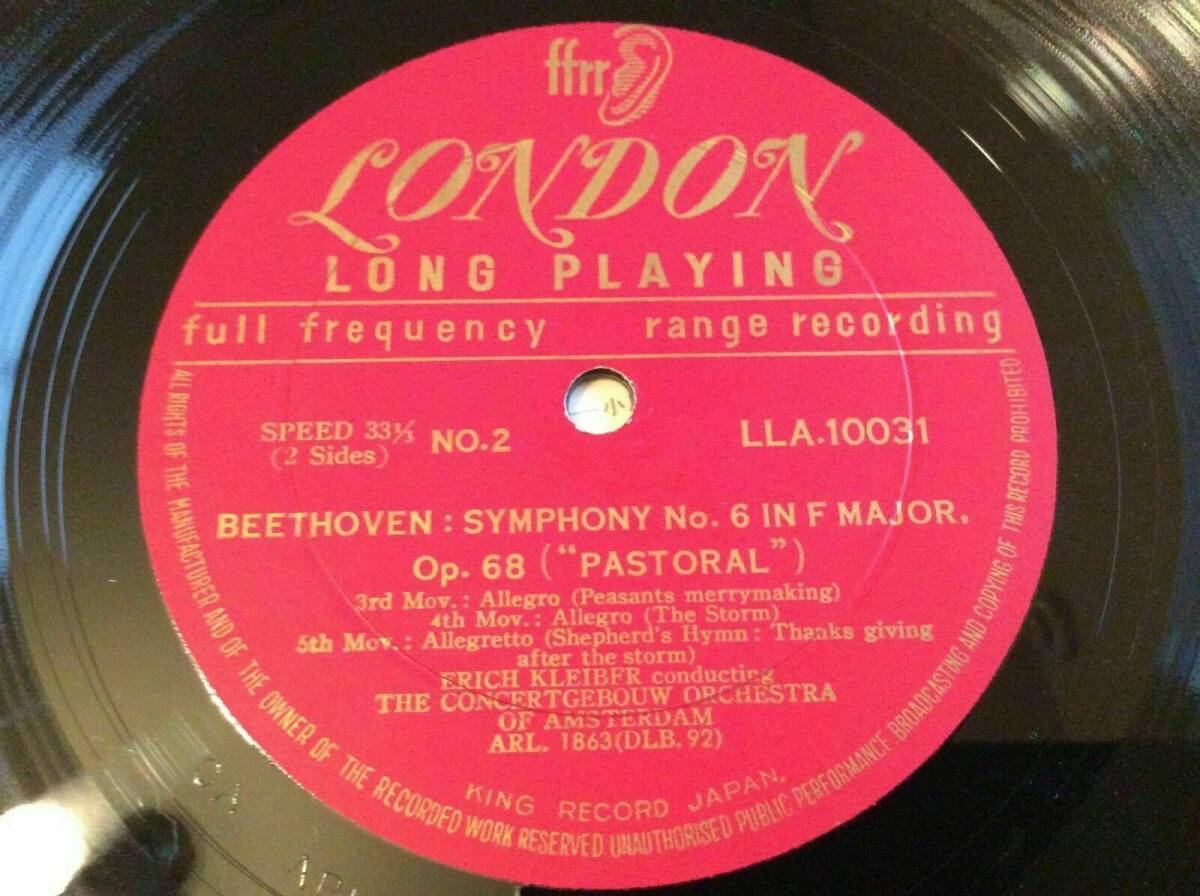 ffrr
LONDON
LONG PLAYING
full frequency range recording
小
SPEED 33⅓ NO.2 LLA.10031
(2 Sides)
BEETHOVEN : SYMPHONY No. 6 IN F MAJOR.
Op. 68 ("PASTORAL")
3rd Mov.: Allegro (Peasants merrymaking)
4th Mov.: Allegro (The Storm)
5th Mov.: Allegretto (Shepherd's Hymn: Thanks giving
after the storm)
ERICH KLEIBER conducting
THE CONCERTGEBOUW ORCHESTRA
OF AMSTERDAM
ARL. 1863(DLB.92)
KING RECORD JAPAN.
ALL RIGHTS OF THE MANUFACTURER AND OF THE OWNER OF THE RECORDED WORK RESERVED UNAUTHORISED PUBLIC PERFORMANCE BROADCASTING AND COPYING OF THIS RECORD PROHIBITED